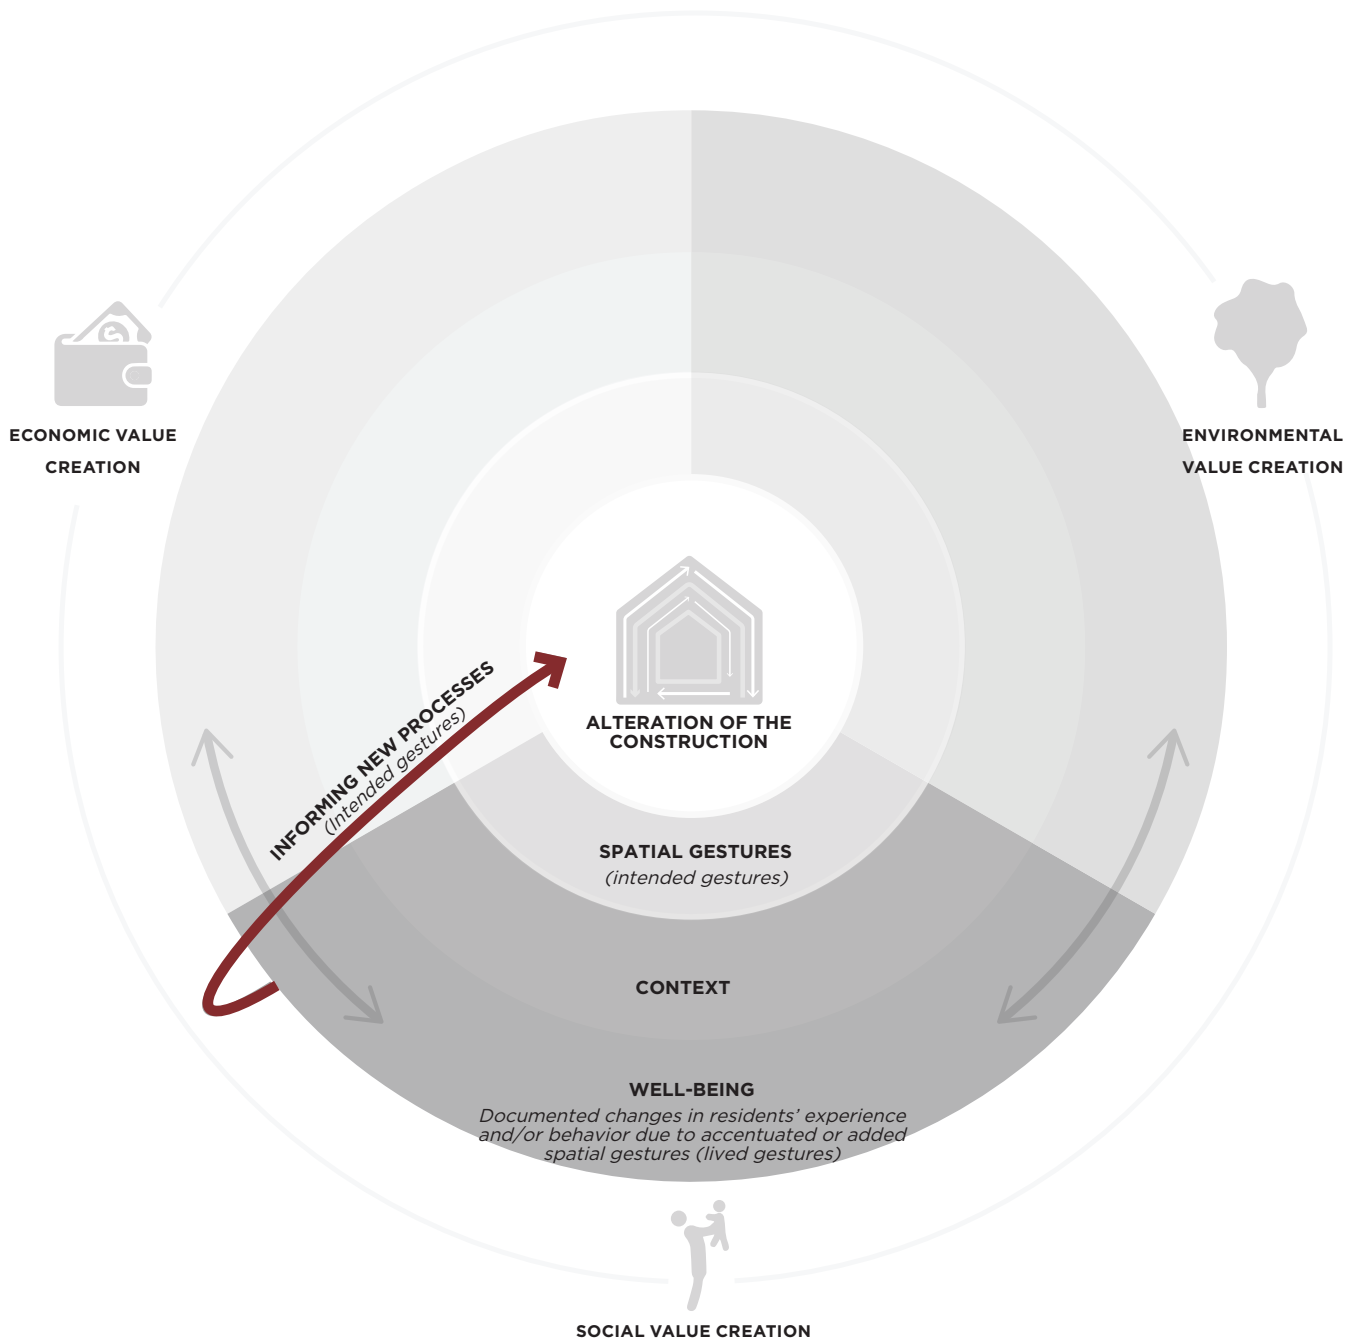 ECONOMIC VALUE
CREATION
ENVIRONMENTAL
VALUE CREATION
INFORMING NEW PROCESSES
(Intended gestures)
ALTERATION OF THE
CONSTRUCTION
SPATIAL GESTURES
(intended gestures)
CONTEXT
WELL-BEING
Documented changes in residents’ experience
and/or behavior due to accentuated or added
spatial gestures (lived gestures)
SOCIAL VALUE CREATION